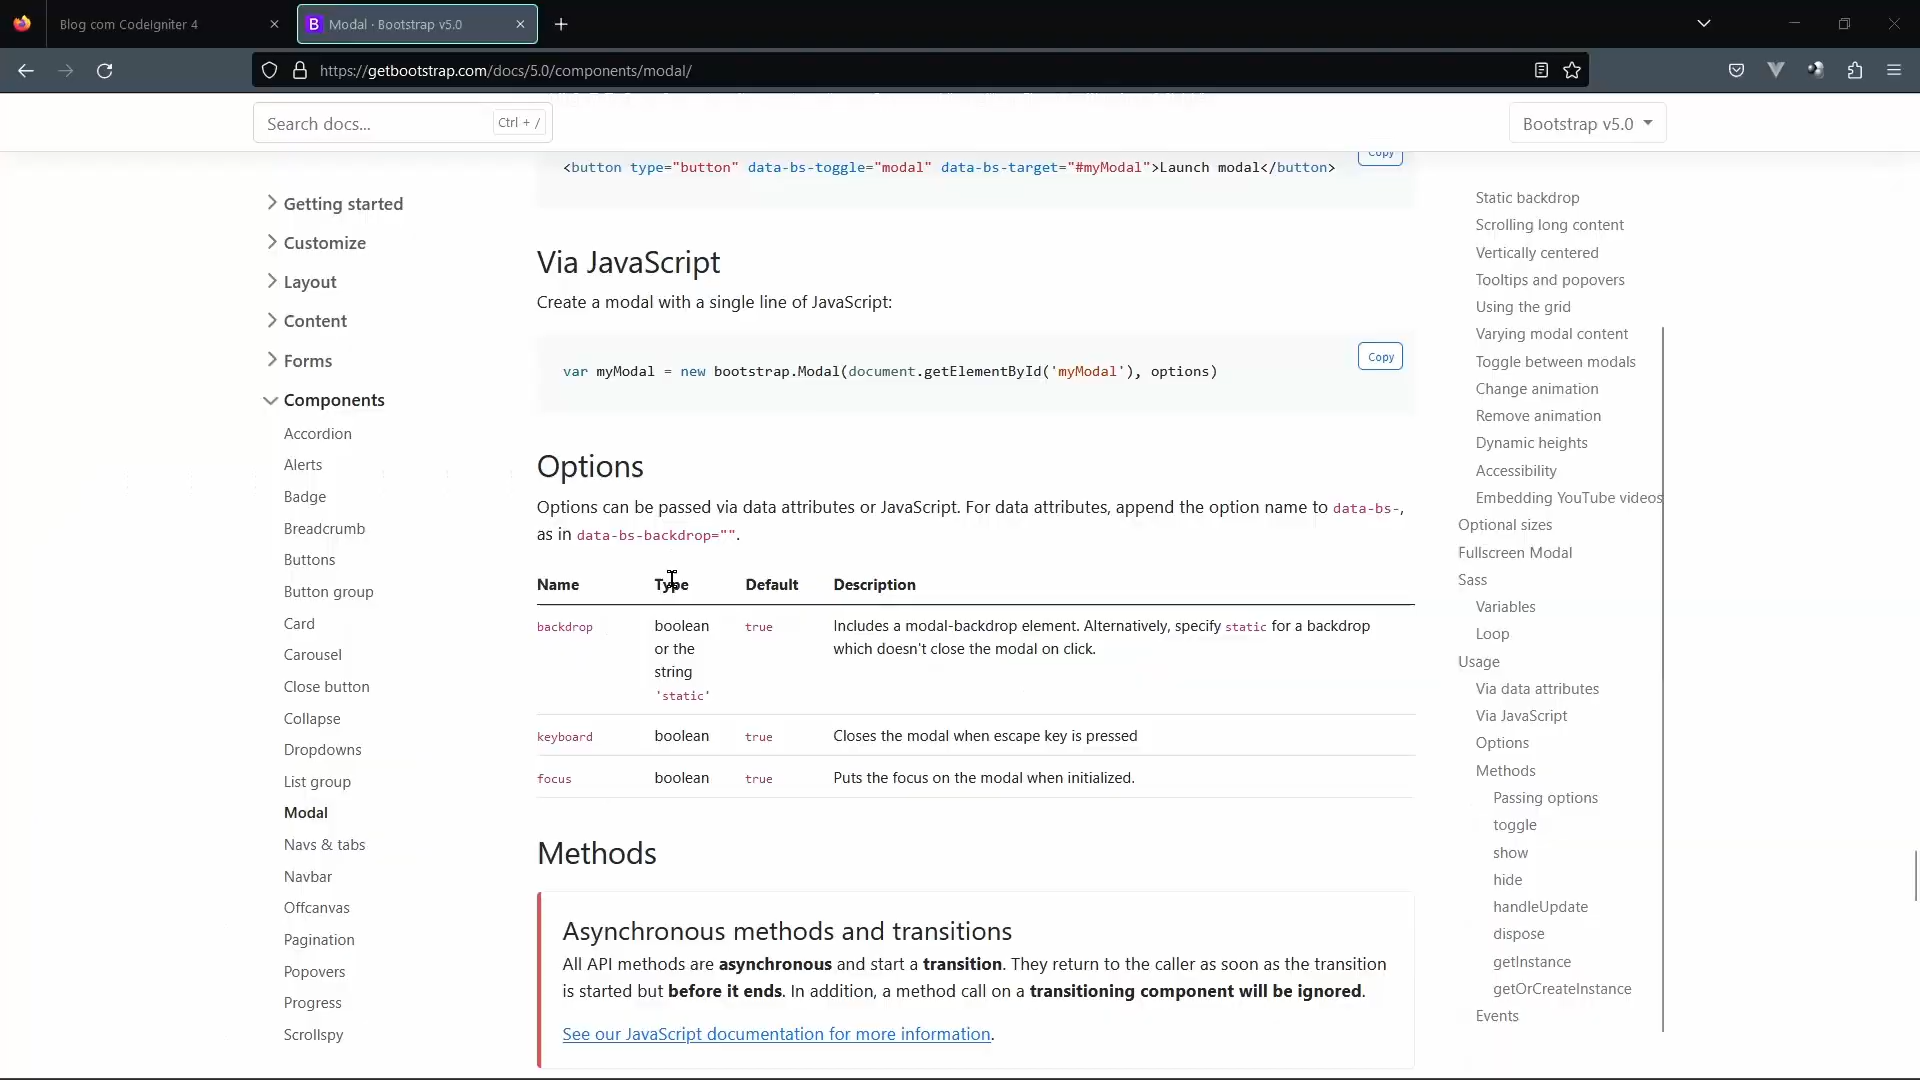 Blog com CodeIgniter 4
Modal · Bootstrap v5.0
https://getbootstrap.com/docs/5.0/components/modal/
Search docs...
Ctrl + /
Bootstrap v5.0
Getting started
Customize
Layout
Content
Forms
Components
Accordion
Alerts
Badge
Breadcrumb
Buttons
Button group
Card
Carousel
Close button
Collapse
Dropdowns
List group
Modal
Navs & tabs
Navbar
Offcanvas
Pagination
Popovers
Progress
Scrollspy
Copy
<button type="button" data-bs-toggle="modal" data-bs-target="#myModal">Launch modal</button>
Via JavaScript
Create a modal with a single line of JavaScript:
Copy
var myModal = new bootstrap.Modal(document.getElementById('myModal'), options)
Options
Options can be passed via data attributes or JavaScript. For data attributes, append the option name to data-bs-,
as in data-bs-backdrop="".
Name Type Default Description
backdrop boolean true Includes a modal-backdrop element. Alternatively, specify static for a backdrop
or the which doesn't close the modal on click.
string
'static'
keyboard boolean true Closes the modal when escape key is pressed
focus boolean true Puts the focus on the modal when initialized.
Methods
Asynchronous methods and transitions
All API methods are asynchronous and start a transition. They return to the caller as soon as the transition
is started but before it ends. In addition, a method call on a transitioning component will be ignored.
See our JavaScript documentation for more information.
Static backdrop
Scrolling long content
Vertically centered
Tooltips and popovers
Using the grid
Varying modal content
Toggle between modals
Change animation
Remove animation
Dynamic heights
Accessibility
Embedding YouTube videos
Optional sizes
Fullscreen Modal
Sass
Variables
Loop
Usage
Via data attributes
Via JavaScript
Options
Methods
Passing options
toggle
show
hide
handleUpdate
dispose
getInstance
getOrCreateInstance
Events